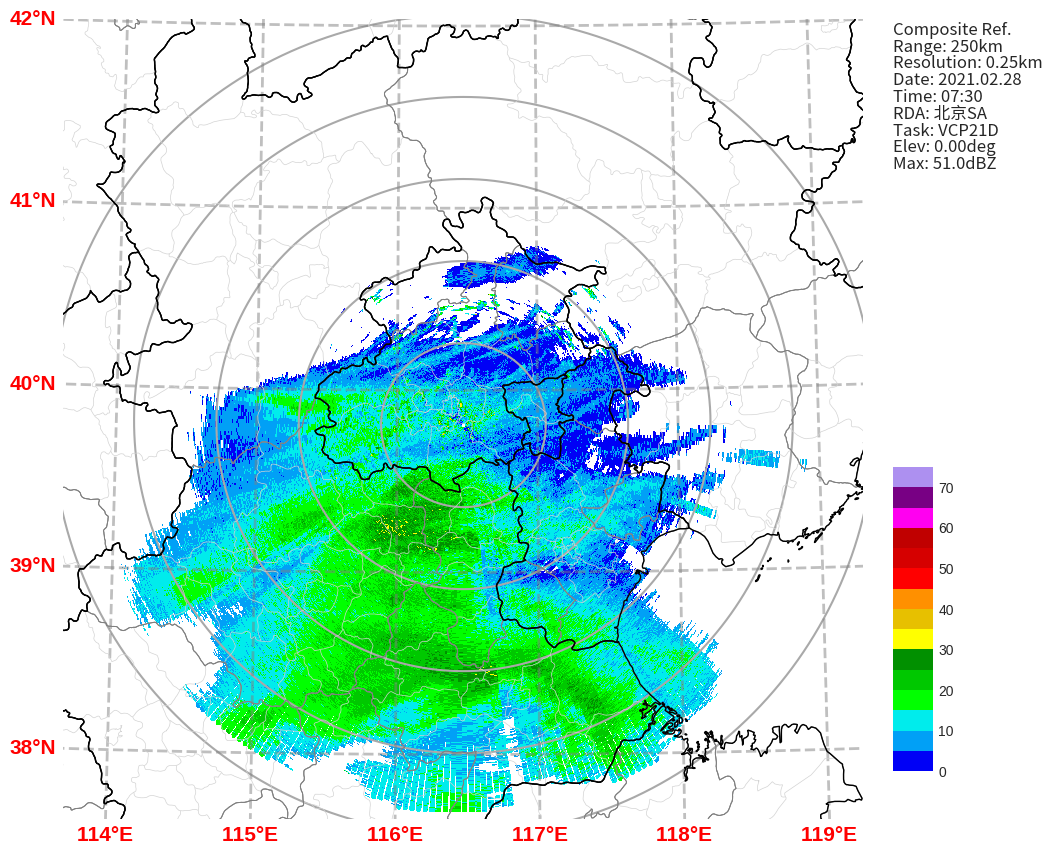 42°N
41°N
40°N
39°N
38°N
114°E
115°E
116°E
117°E
118°E
119°E
Composite Ref.
Range: 250km
Resolution: 0.25km
Date: 2021.02.28
Time: 07:30
RDA: 北京SA
Task: VCP21D
Elev: 0.00deg
Max: 51.0dBZ
70
60
50
40
30
20
10
0